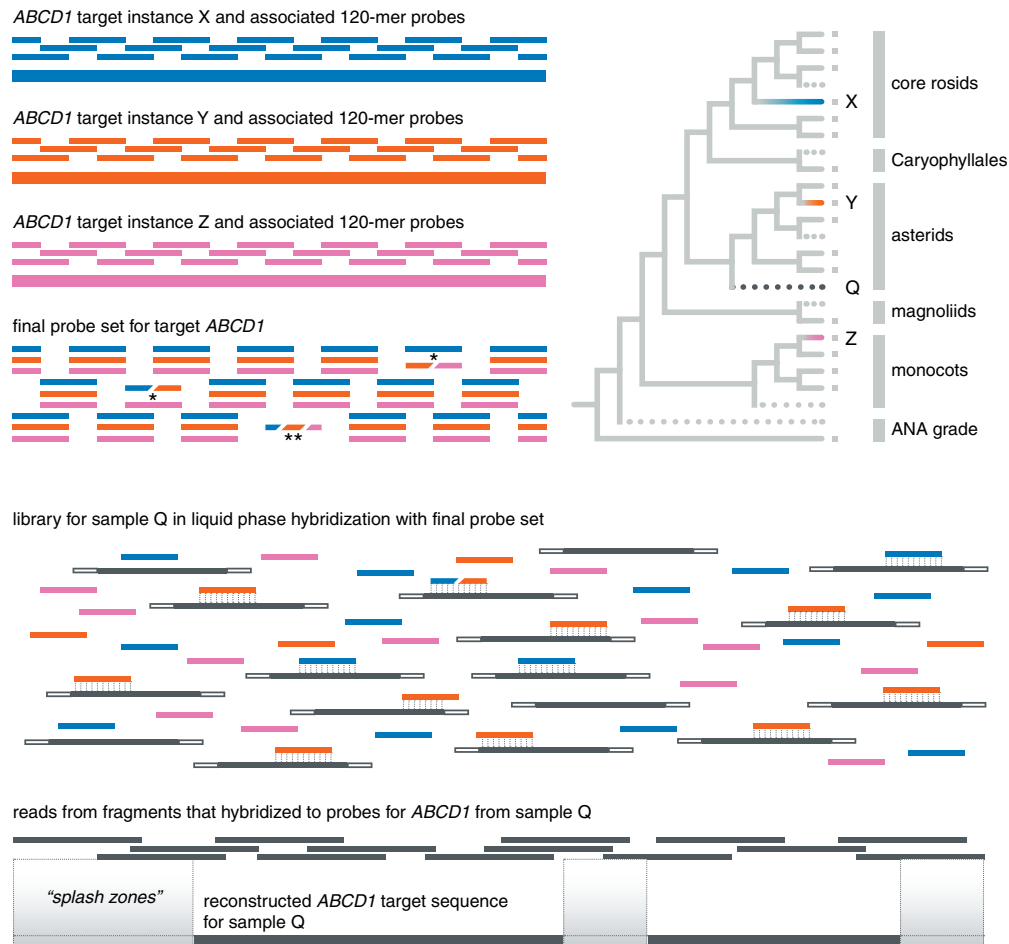 ABCD1 target instance X and associated 120-mer probes
ABCD1 target instance Y and associated 120-mer probes
ABCD1 target instance Z and associated 120-mer probes
final probe set for target ABCD1
*
*
**
X
Y
Q
Z
core rosids
Caryophyllales
asterids
magnoliids
monocots
ANA grade
library for sample Q in liquid phase hybridization with final probe set
reads from fragments that hybridized to probes for ABCD1 from sample Q
“splash zones”
reconstructed ABCD1 target sequence
for sample Q